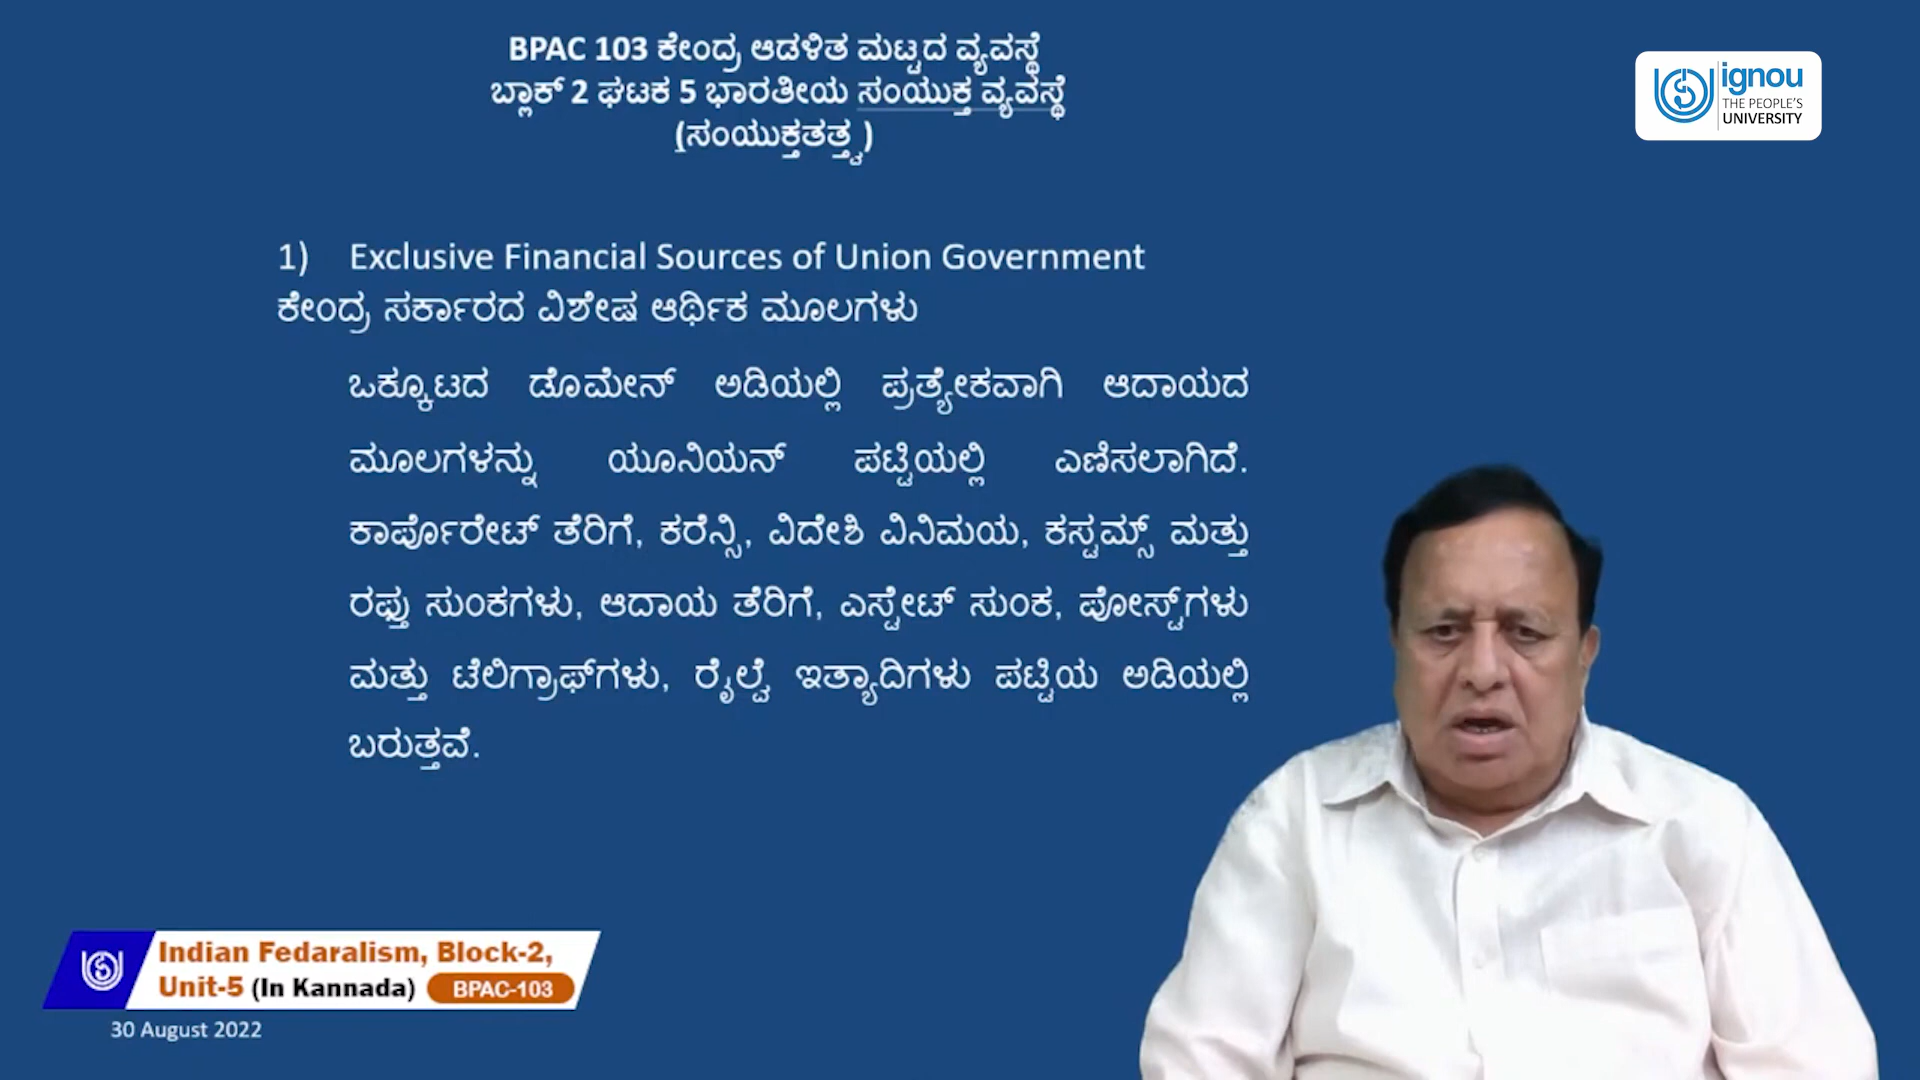 BPAC 103 ಕೇಂದ್ರ ಆಡಳಿತ ಮಟ್ಟದ ವ್ಯವಸ್ಥೆ
ಬ್ಲಾಕ್ 2 ಘಟಕ 5 ಭಾರತೀಯ ಸಂಯುಕ್ತ ವ್ಯವಸ್ಥೆ
(ಸಂಯುಕ್ತತತ್ತ್ವ)
ignou
THE PEOPLE'S
UNIVERSITY
1) Exclusive Financial Sources of Union Government
ಕೇಂದ್ರ ಸರ್ಕಾರದ ವಿಶೇಷ ಆರ್ಥಿಕ ಮೂಲಗಳು
ಒಕ್ಕೂಟದ ಡೊಮೇನ್ ಅಡಿಯಲ್ಲಿ ಪ್ರತ್ಯೇಕವಾಗಿ ಆದಾಯದ
ಮೂಲಗಳನ್ನು ಯೂನಿಯನ್ ಪಟ್ಟಿಯಲ್ಲಿ ಎಣಿಸಲಾಗಿದೆ.
ಕಾರ್ಪೊರೇಟ್ ತೆರಿಗೆ, ಕರೆನ್ಸಿ, ವಿದೇಶಿ ವಿನಿಮಯ, ಕಸ್ಟಮ್ಸ್ ಮತ್ತು
ರಫ್ತು ಸುಂಕಗಳು, ಆದಾಯ ತೆರಿಗೆ, ಎಸ್ಟೇಟ್ ಸುಂಕ, ಪೋಸ್ಟ್‌ಗಳು
ಮತ್ತು ಟೆಲಿಗ್ರಾಫ್‌ಗಳು, ರೈಲ್ವೆ ಇತ್ಯಾದಿಗಳು ಪಟ್ಟಿಯ ಅಡಿಯಲ್ಲಿ
ಬರುತ್ತವೆ.
Indian Fedaralism, Block-2,
Unit-5 (In Kannada) BPAC-103
30 August 2022